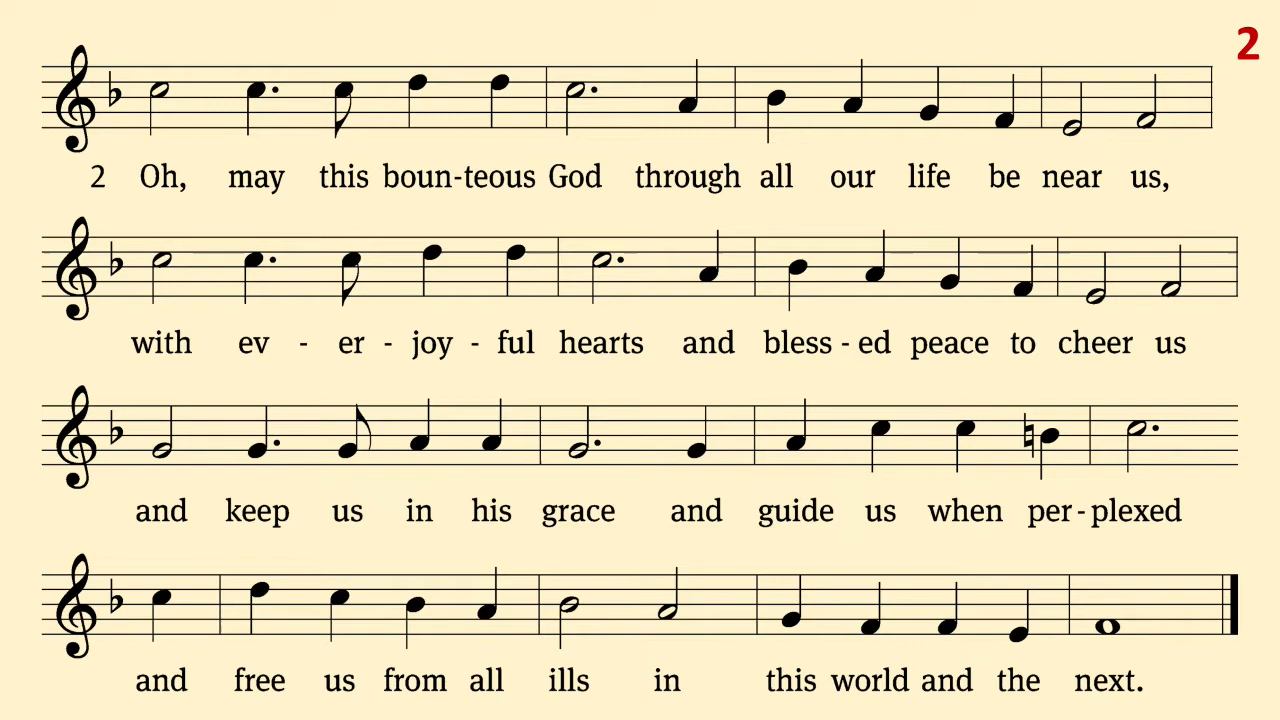 2
2 Oh, may this boun-teous God through all our life be near us,
with ev - er - joy - ful hearts and bless - ed peace to cheer us
and keep us in his grace and guide us when per - plexed
and free us from all ills in this world and the next.